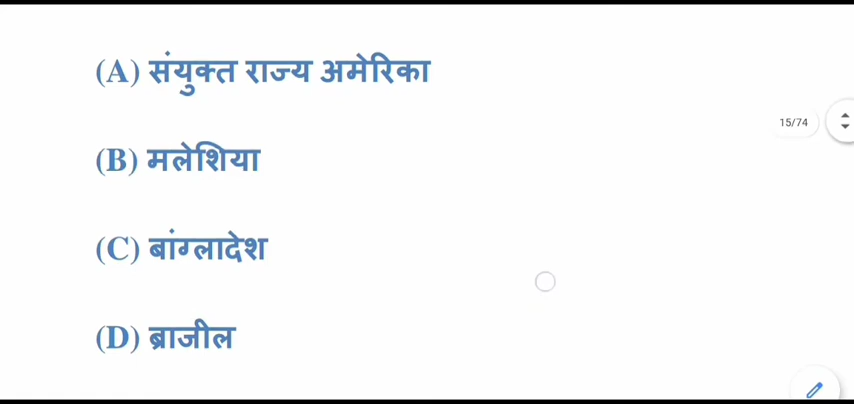 (A) संयुक्त राज्य अमेरिका
15/74
(B) मलेशिया
(C) बांग्लादेश
(D) ब्राजील